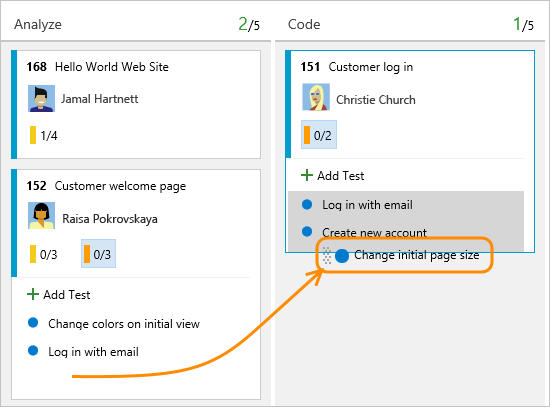 Analyze 2/5
168 Hello World Web Site
Jamal Hartnett
1/4
152 Customer welcome page
Raisa Pokrovskaya
0/3 0/3
Add Test
Change colors on initial view
Log in with email
Code 1/5
151 Customer log in
Christie Church
0/2
Add Test
Log in with email
Create new account
Change initial page size